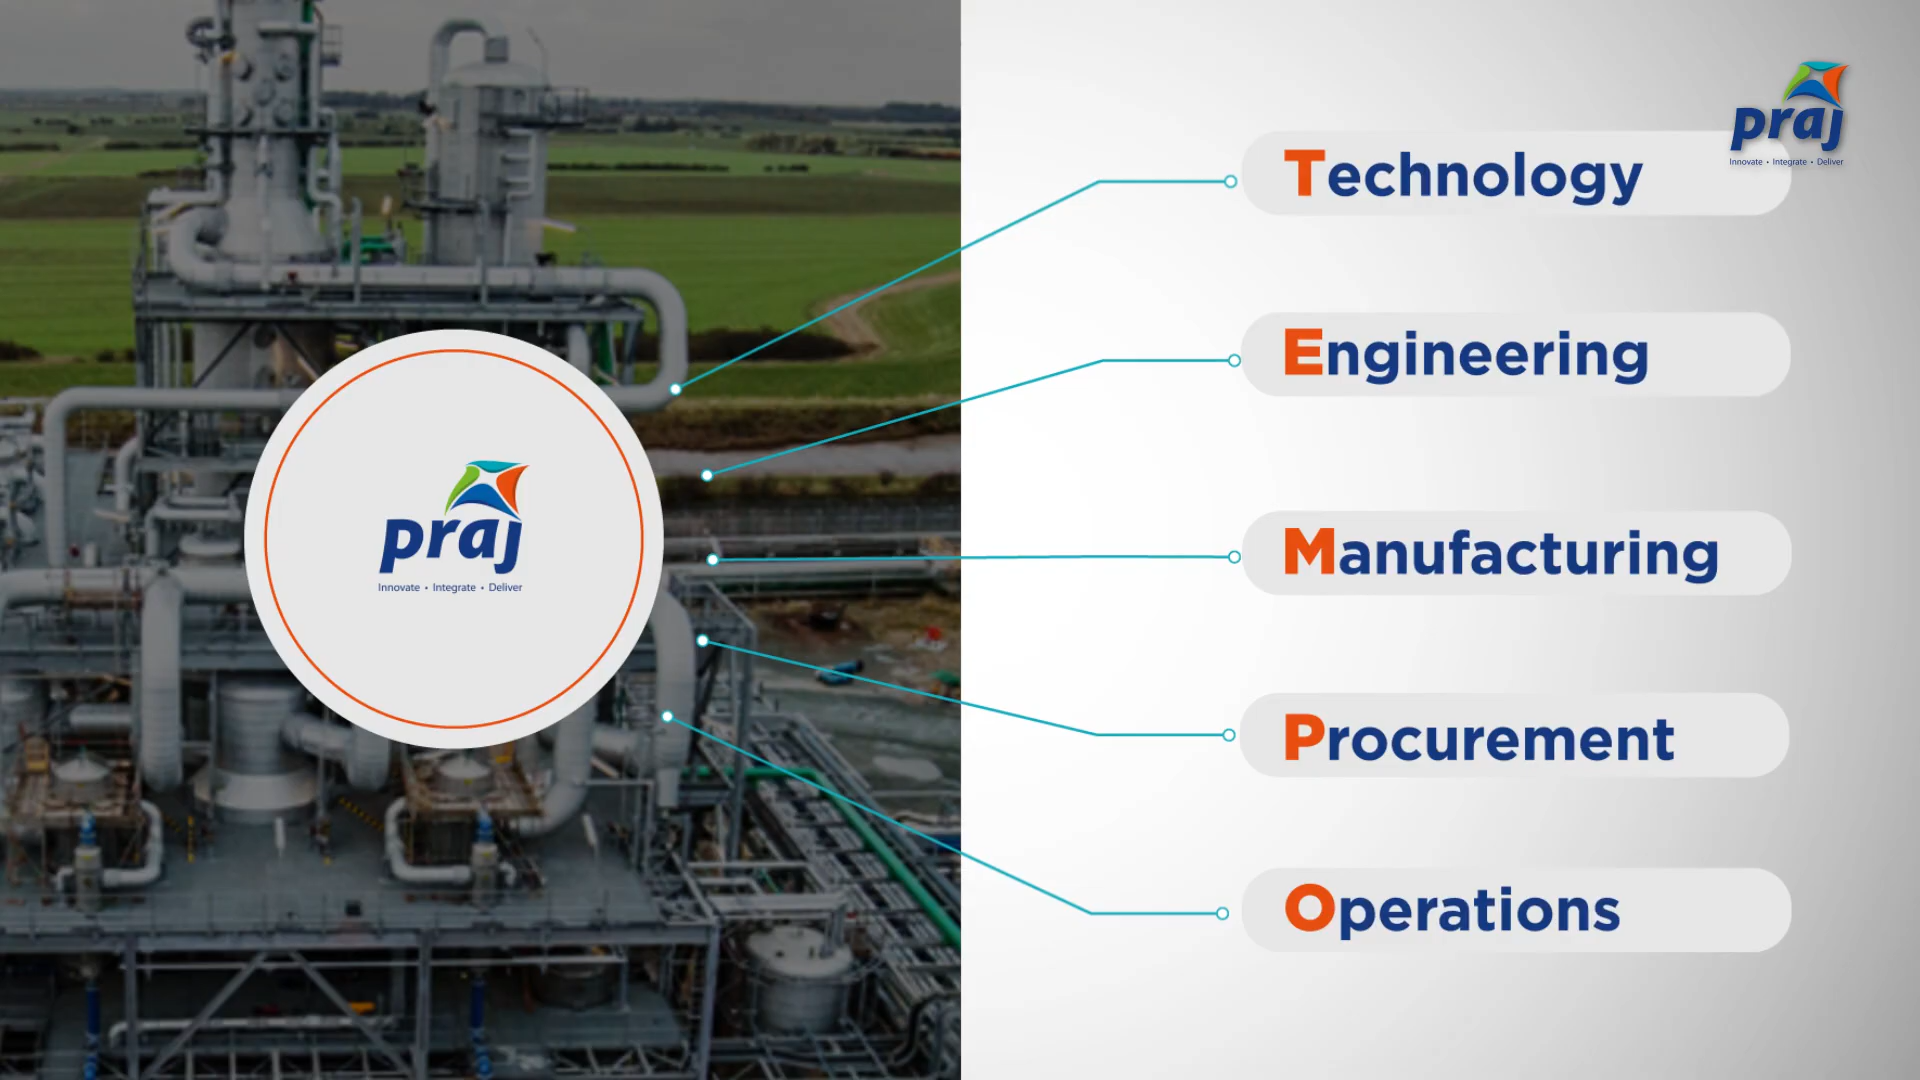 praj
Innovate • Integrate • Deliver
Technology
Engineering
Manufacturing
Procurement
Operations
praj
Innovate • Integrate • Deliver